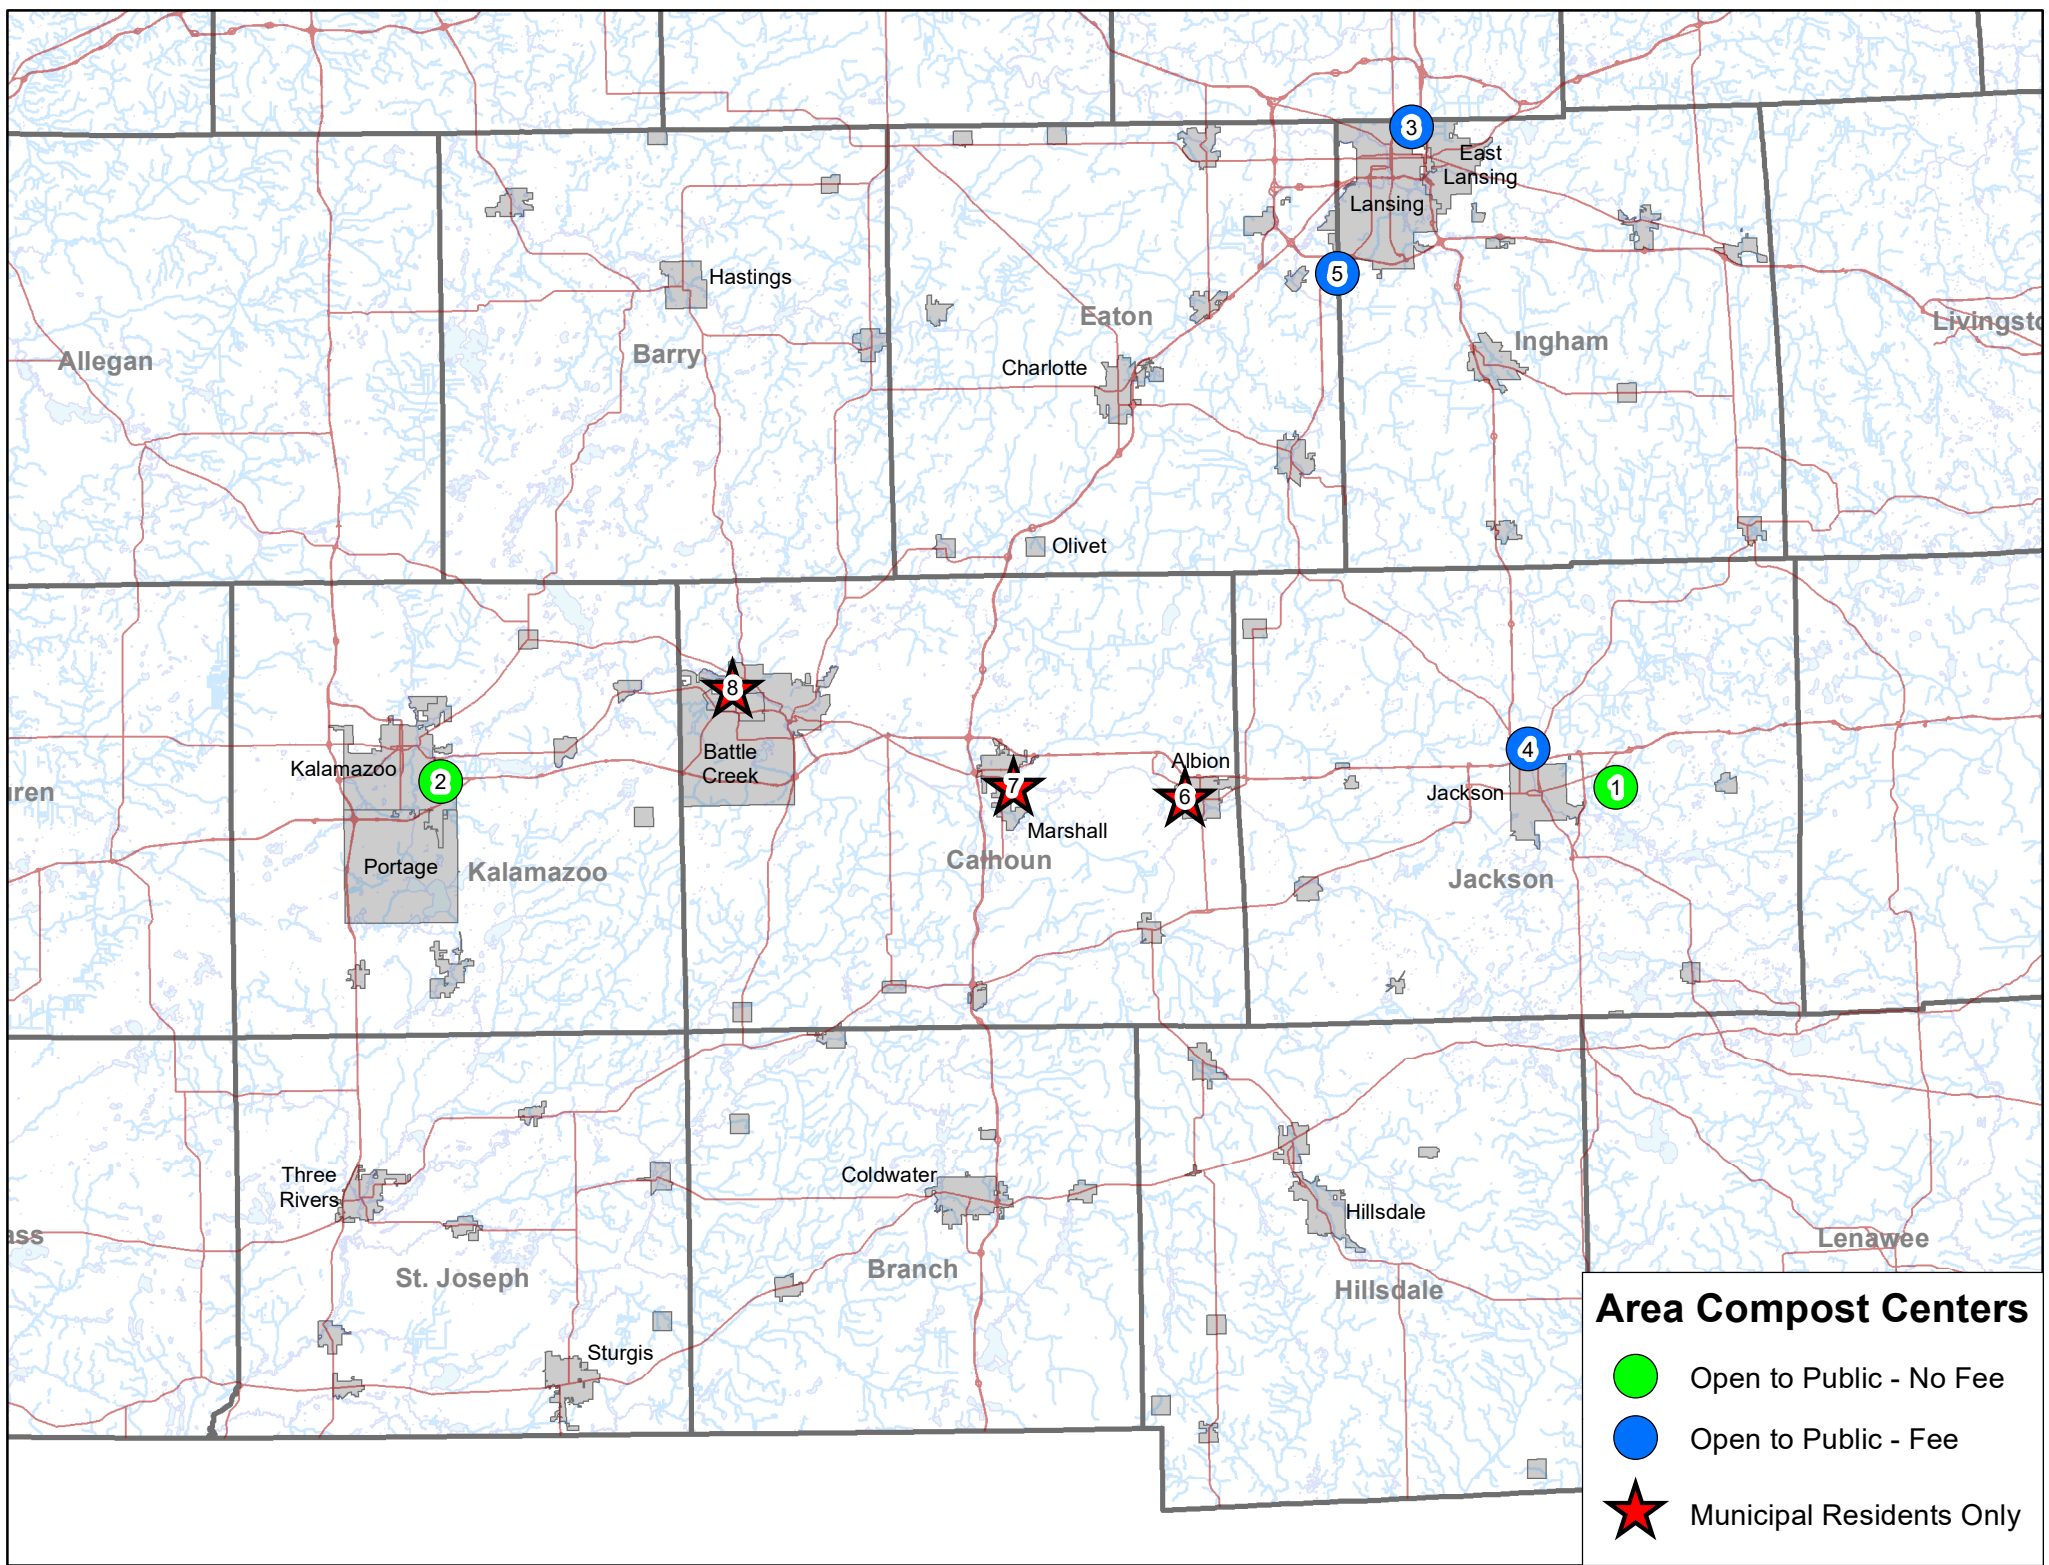 3
East
Lansing
Lansing
Hastings
5
Eaton
Livingsto
Ingham
Allegan
Barry
Charlotte
Olivet
8
Battle
Creek
Kalamazoo
2
7
Albion
6
4
Jackson
1
uren
Marshall
Portage
Kalamazoo
Calhoun
Jackson
Three
Rivers
Coldwater
Hillsdale
ass
Lenawee
St. Joseph
Branch
Hillsdale
Sturgis
Area Compost Centers
Open to Public - No Fee
Open to Public - Fee
Municipal Residents Only